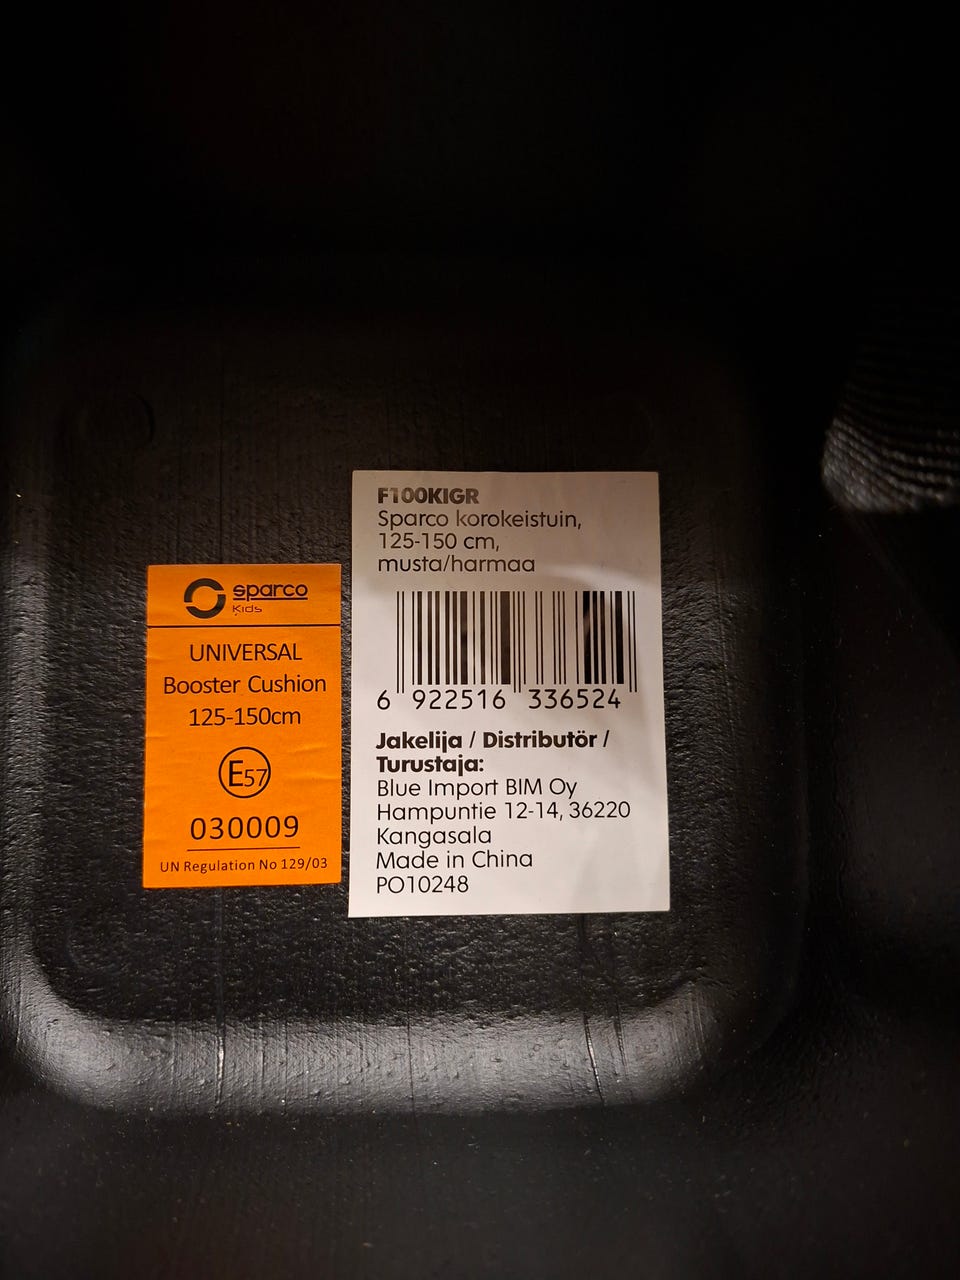 sparco
Kids
UNIVERSAL
Booster Cushion
125-150cm
E57
030009
UN Regulation No 129/03
F100KIGR
Sparco korokeistuin,
125-150 cm,
musta/harmaa
6 922516 336524
Jakelija / Distributör /
Turustaja:
Blue Import BIM Oy
Hampuntie 12-14, 36220
Kangasala
Made in China
PO10248